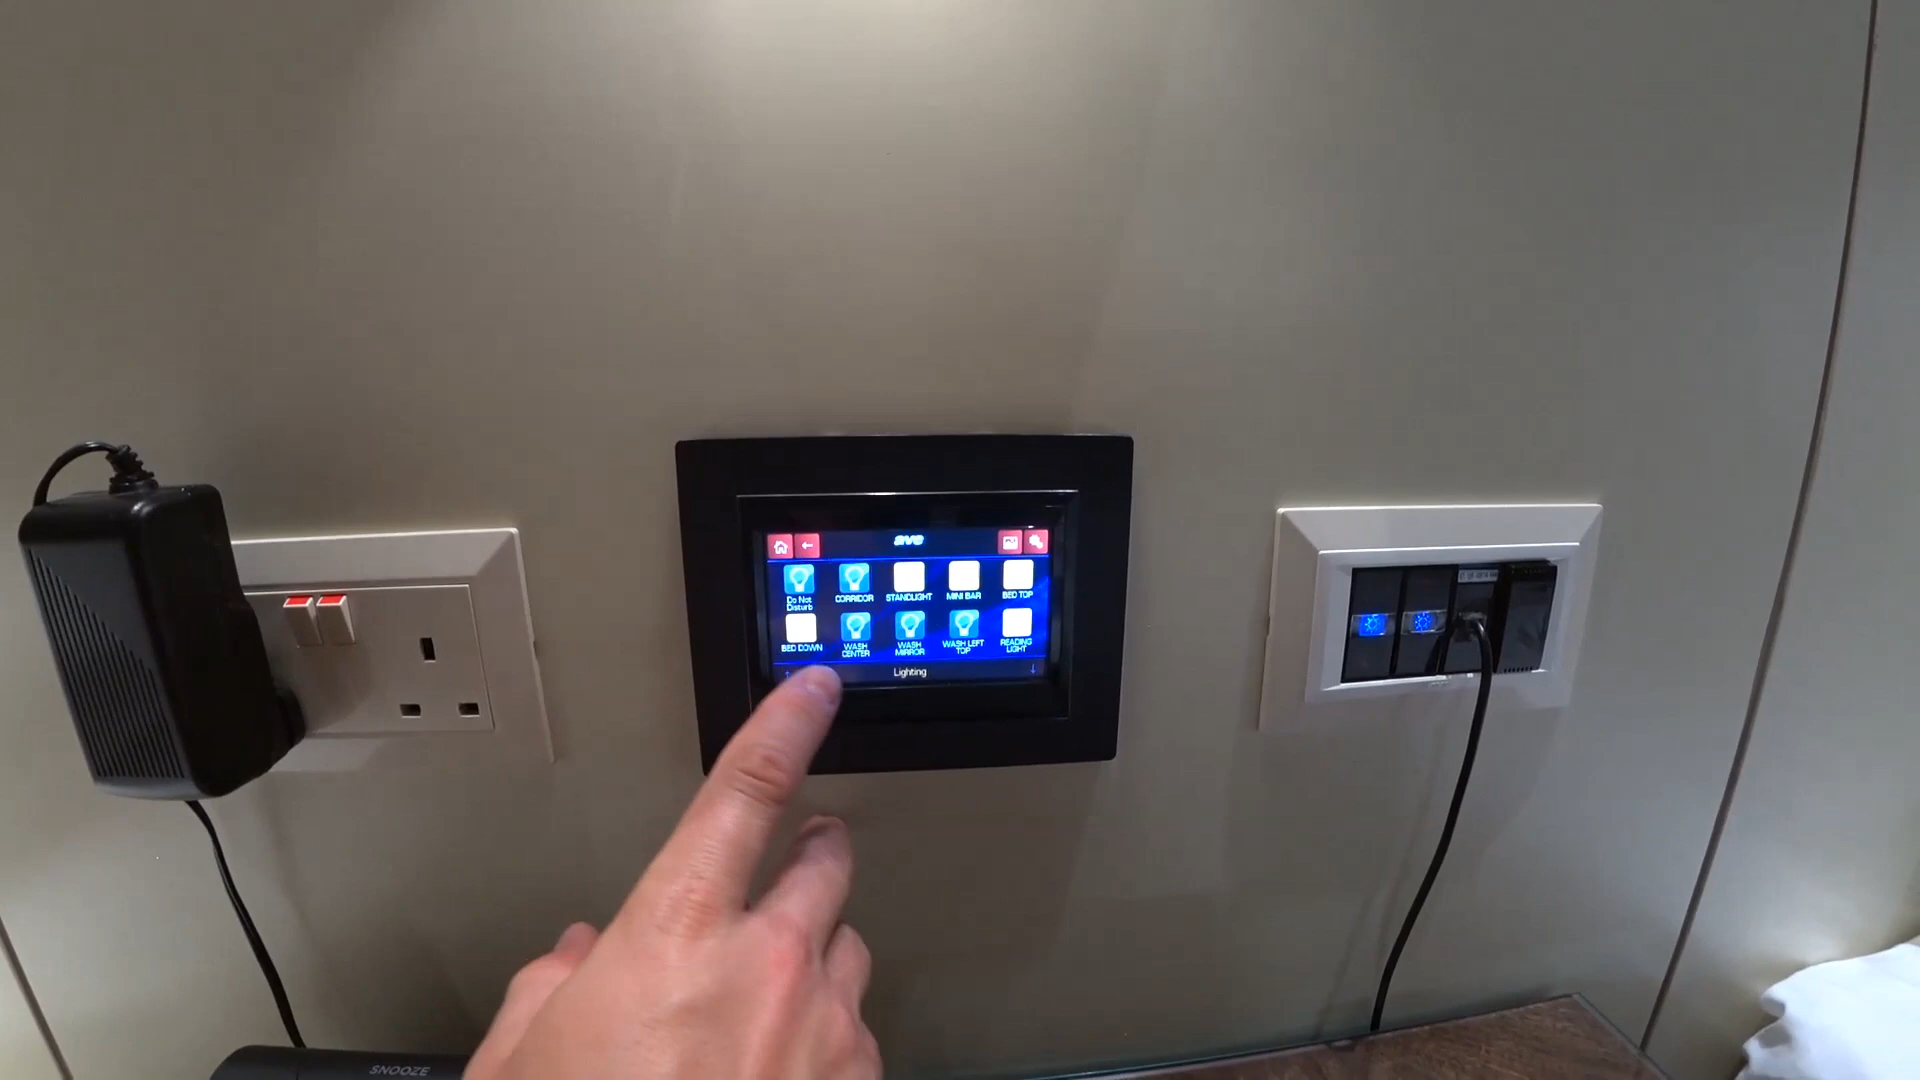 ave
Do Not
Disturb
CORRIDOR
STANDLIGHT
MINI BAR
BED TOP
BED DOWN
WASH
CENTER
WASH
MIRROR
WASH LEFT
TOP
READING
LIGHT
Lighting
SNOOZE